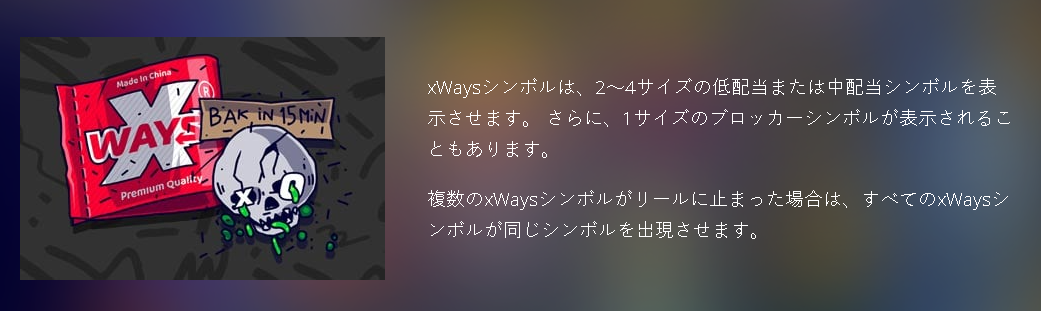 Made In China
X
WAYS
®
Premium Quality
BAK IN 15 MIN
xWaysシンボルは、2～4サイズの低配当または中配当シンボルを表
示させます。 さらに、1サイズのブロッカーシンボルが表示されるこ
ともあります。
複数のxWaysシンボルがリールに止まった場合は、すべてのxWaysシ
ンボルが同じシンボルを出現させます。